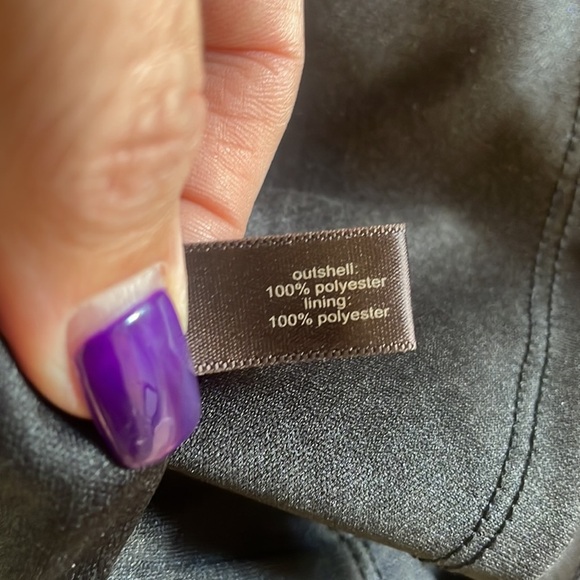 outshell:
100% polyester
lining:
100% polyester